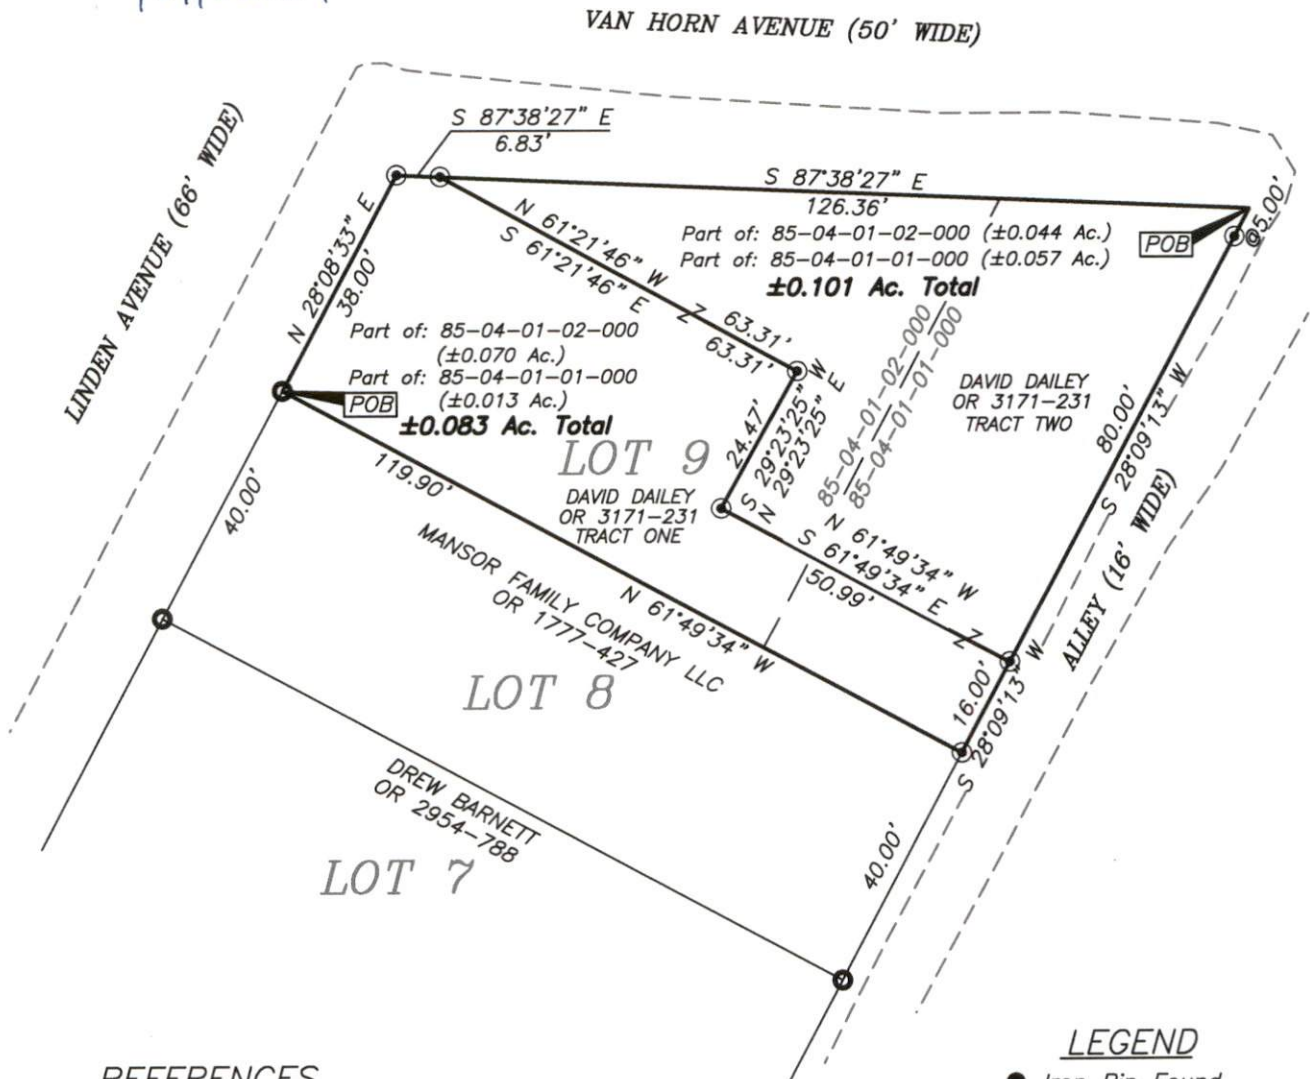 VAN HORN AVENUE (50' WIDE)
LINDEN AVENUE (66' WIDE)
S 87°38'27" E
6.83'
S 87°38'27" E
126.36'
5.00'
@
POB
N 28°08'33" E
38.00'
N 61°21'46" W
S 61°21'46" E
Z
63.31'
63.31'
Part of: 85-04-01-02-000 (±0.044 Ac.)
Part of: 85-04-01-01-000 (±0.057 Ac.)
±0.101 Ac. Total
Part of: 85-04-01-02-000
(±0.070 Ac.)
Part of: 85-04-01-01-000
(±0.013 Ac.)
±0.083 Ac. Total
POB
85-04-01-02-000
85-04-01-01-000
DAVID DAILEY
OR 3171-231
TRACT TWO
80.00'
S 28°09'13" W
24.47'
S 29°23'25" W
N 29°23'25" E
LOT 9
DAVID DAILEY
OR 3171-231
TRACT ONE
119.90'
N 61°49'34" W
N 61°49'34" W
S 61°49'34" E
Z
50.99'
ALLEY (16' WIDE)
16.00'
S 28°09'13" W
40.00'
MANSOR FAMILY COMPANY LLC
OR 1777-427
LOT 8
DREW BARNETT
OR 2954-788
LOT 7
40.00'
REFERENCES
LEGEND
Iron Pin Found